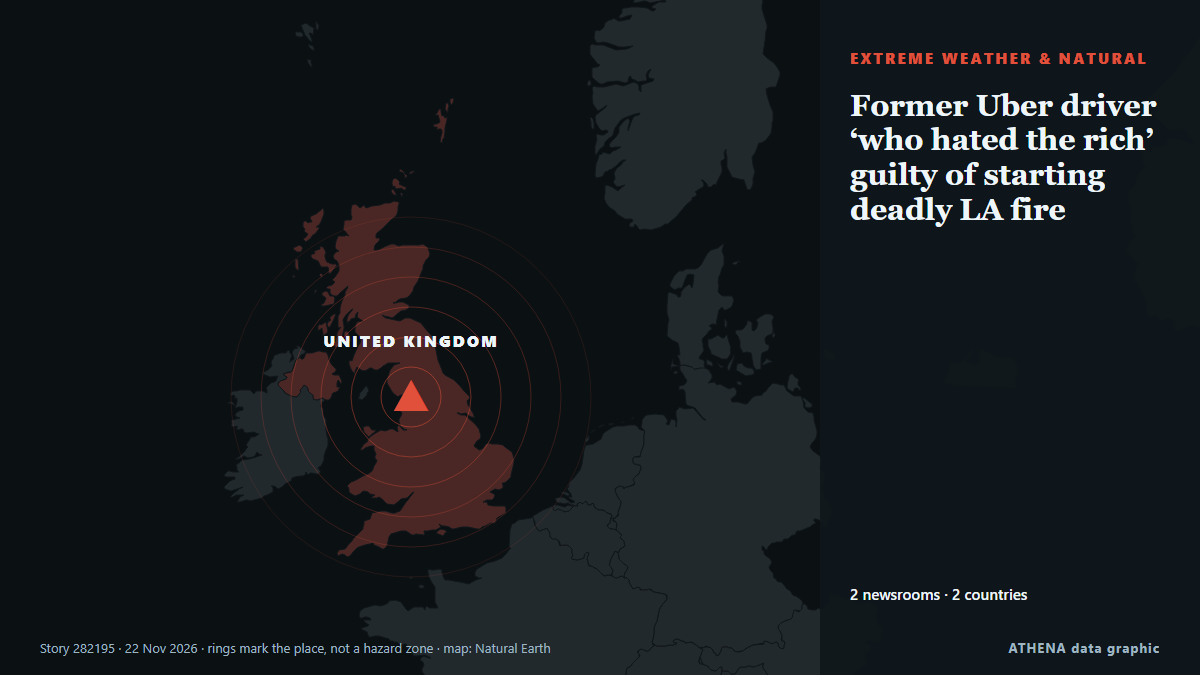 EXTREME WEATHER & NATURAL
Former Uber driver
‘who hated the rich’
guilty of starting
deadly LA fire
UNITED KINGDOM
2 newsrooms · 2 countries
Story 282195 · 22 Nov 2026 · rings mark the place, not a hazard zone · map: Natural Earth
ATHENA data graphic